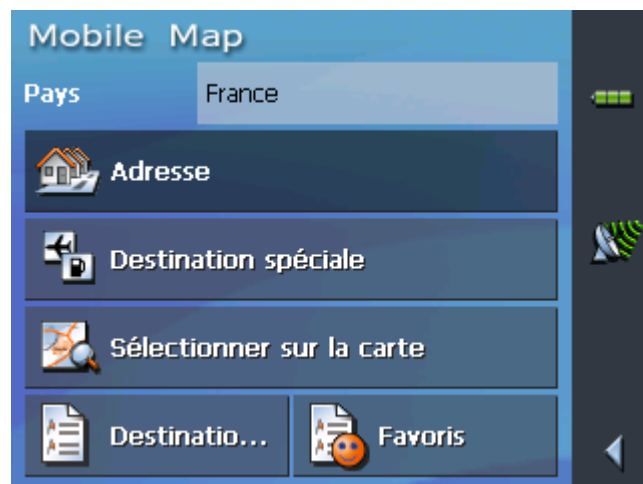 Mobile Map
Pays France
Adresse
Destination spéciale
Sélectionner sur la carte
Destinatio... Favoris